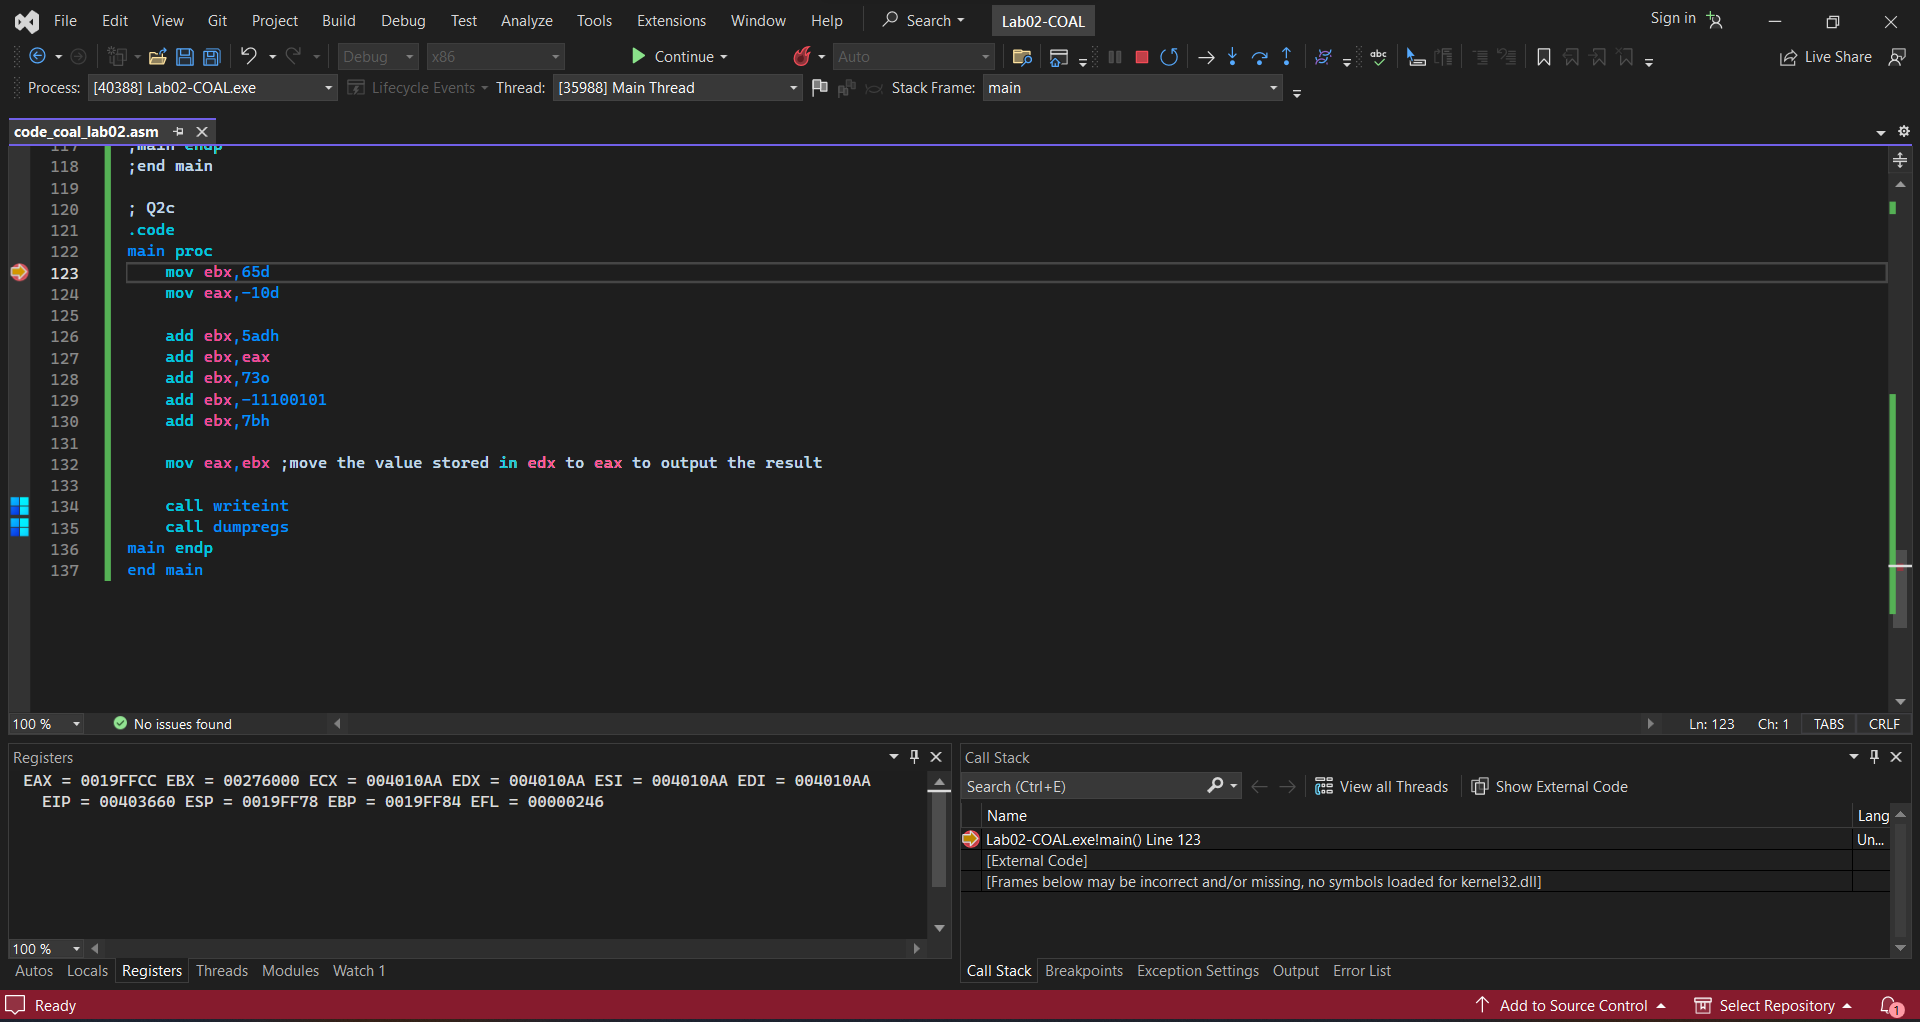 File Edit View Git Project Build Debug Test Analyze Tools Extensions Window Help Search Lab02-COAL Sign in
Debug x86 Continue Auto abc Live Share
Process: [40388] Lab02-COAL.exe Lifecycle Events Thread: [35988] Main Thread Stack Frame: main
code_coal_lab02.asm
117 ;main endp
118 ;end main
119
120 ; Q2c
121 .code
122 main proc
123 mov ebx,65d
124 mov eax,-10d
125
126 add ebx,5adh
127 add ebx,eax
128 add ebx,73o
129 add ebx,-11100101
130 add ebx,7bh
131
132 mov eax,ebx ;move the value stored in edx to eax to output the result
133
134 call writeint
135 call dumpregs
136 main endp
137 end main
100 % No issues found Ln: 123 Ch: 1 TABS CRLF
Registers
EAX = 0019FFCC EBX = 00276000 ECX = 004010AA EDX = 004010AA ESI = 004010AA EDI = 004010AA
EIP = 00403660 ESP = 0019FF78 EBP = 0019FF84 EFL = 00000246
100 %
Autos Locals Registers Threads Modules Watch 1
Call Stack
Search (Ctrl+E) View all Threads Show External Code
Name Lang
Lab02-COAL.exe!main() Line 123 Un...
[External Code]
[Frames below may be incorrect and/or missing, no symbols loaded for kernel32.dll]
Call Stack Breakpoints Exception Settings Output Error List
Ready Add to Source Control Select Repository 1